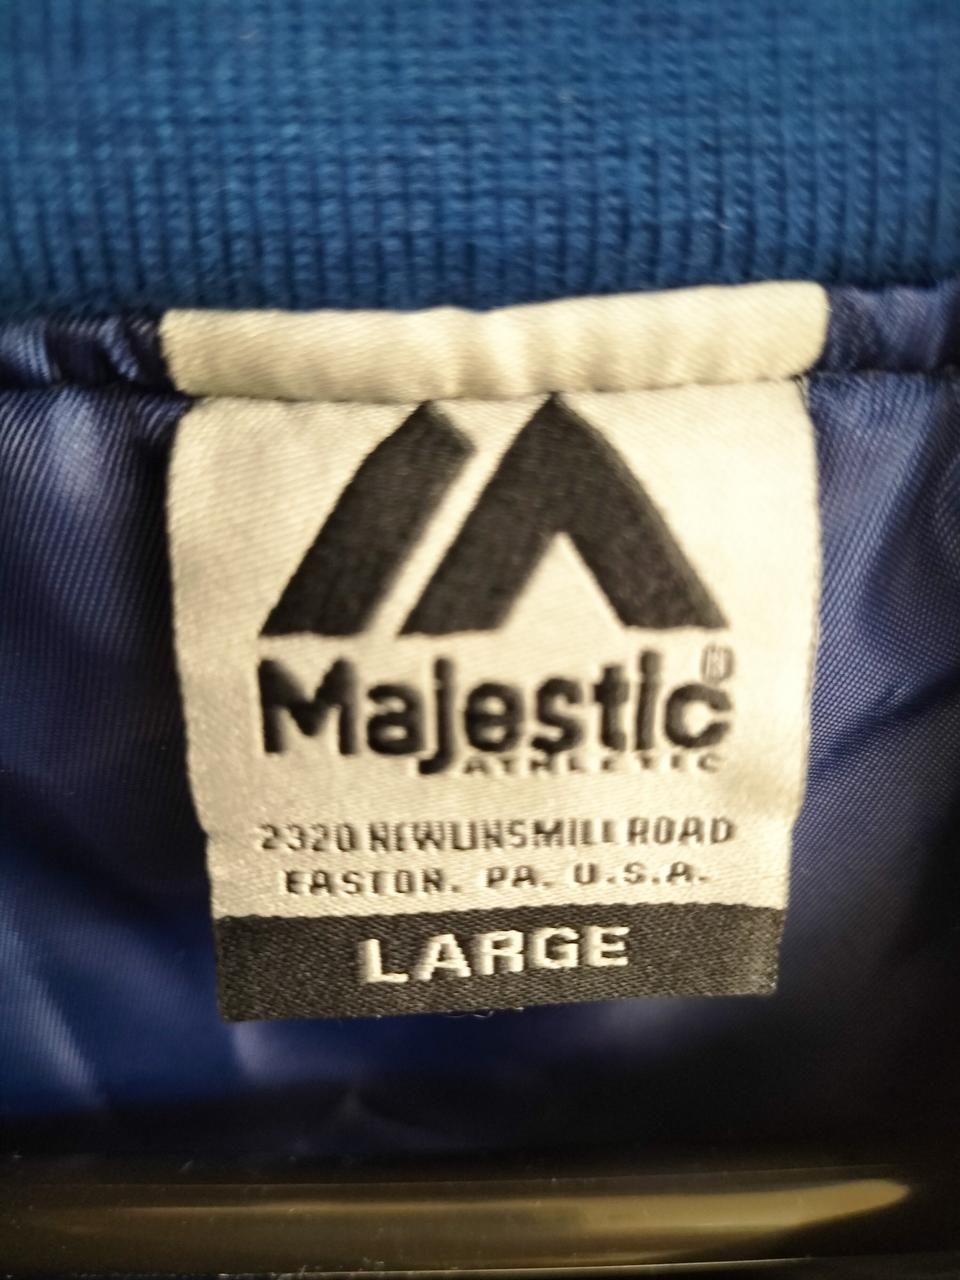 Majestic®
ATHLETIC
2320 NEWLINSMILL ROAD
EASTON. PA. U.S.A.
LARGE